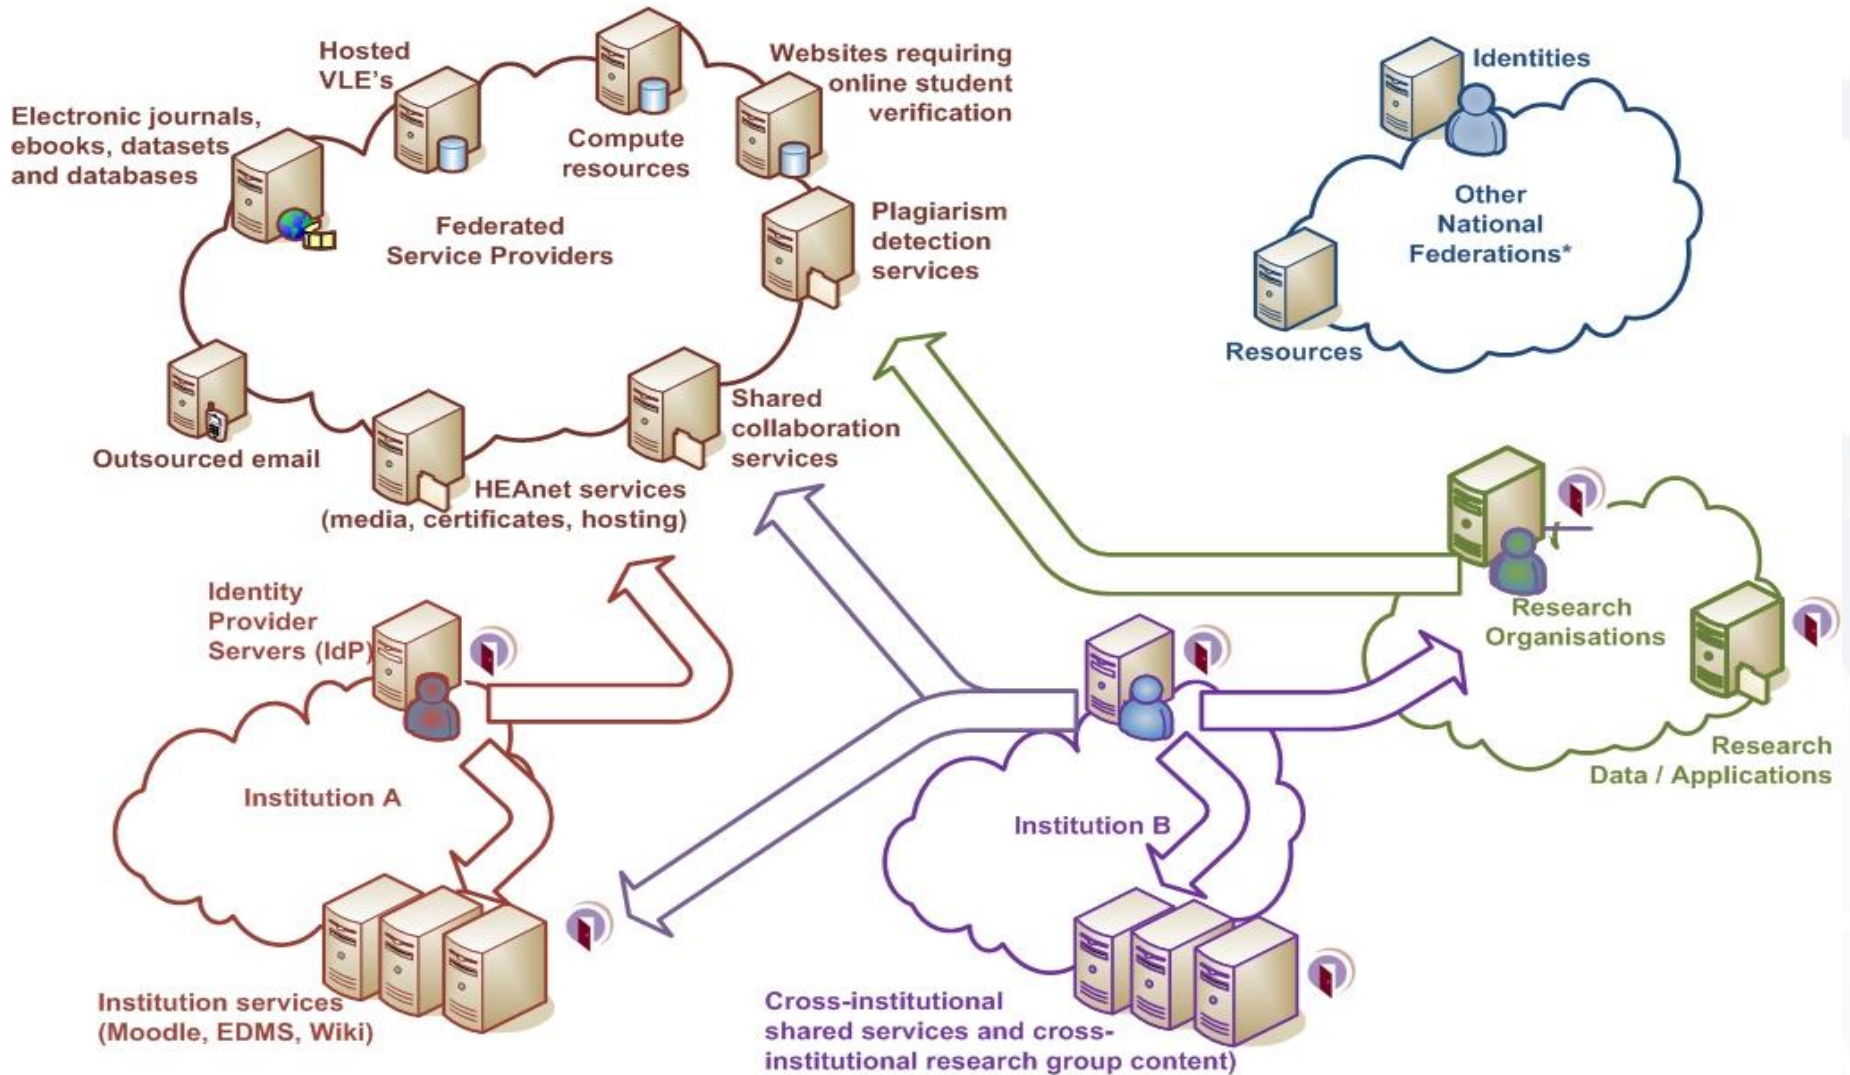 Hosted
VLE's
Websites requiring
online student
verification
Identities
Electronic journals,
ebooks, datasets
and databases
Compute
resources
Federated
Service Providers
Plagiarism
detection
services
Other
National
Federations*
Resources
Shared
collaboration
services
Outsourced email
HEAnet services
(media, certificates, hosting)
Identity
Provider
Servers (IdP)
Research
Organisations
Research
Data / Applications
Institution A
Institution B
Institution services
(Moodle, EDMS, Wiki)
Cross-institutional
shared services and cross-
institutional research group content)